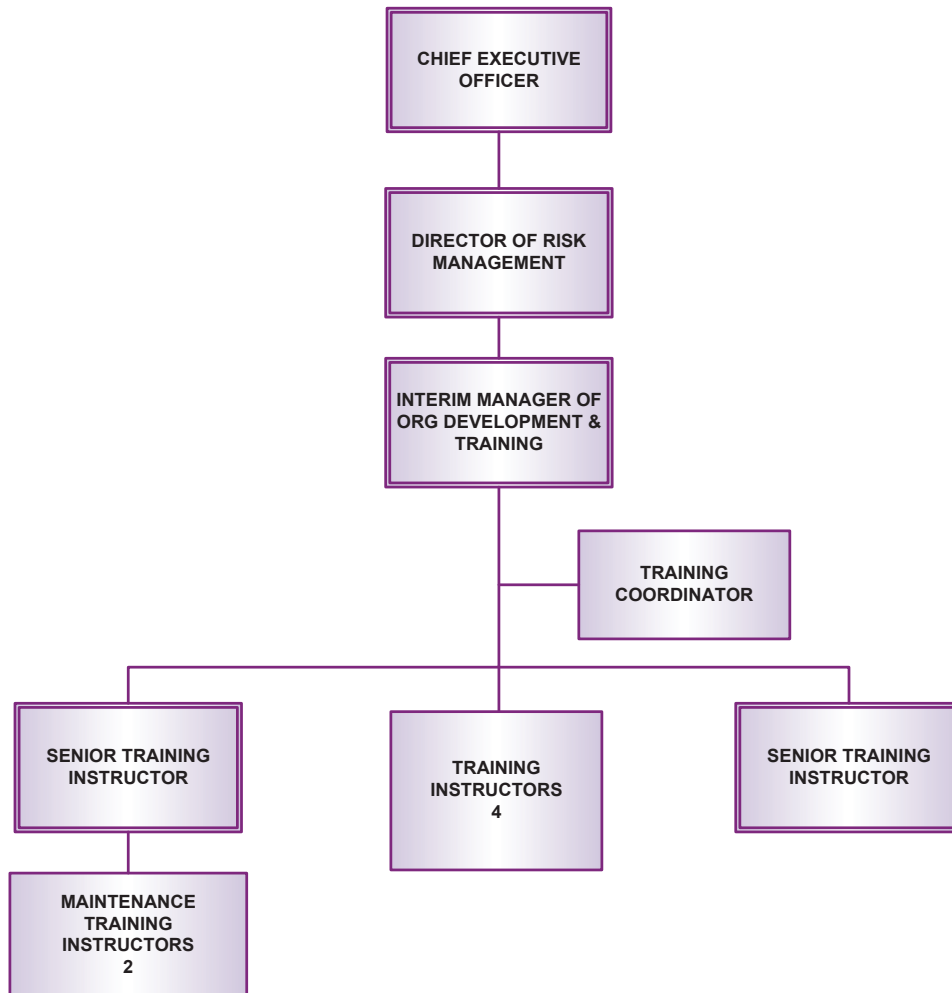 CHIEF EXECUTIVE
OFFICER
DIRECTOR OF RISK
MANAGEMENT
INTERIM MANAGER OF
ORG DEVELOPMENT &
TRAINING
TRAINING
COORDINATOR
SENIOR TRAINING
INSTRUCTOR
TRAINING
INSTRUCTORS
4
SENIOR TRAINING
INSTRUCTOR
MAINTENANCE
TRAINING
INSTRUCTORS
2